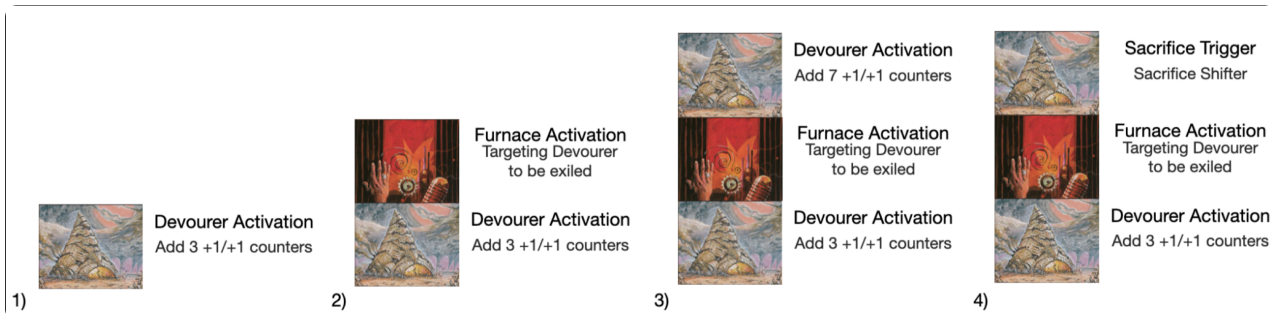 Devourer Activation
Add 3 +1/+1 counters
1)
Furnace Activation
Targeting Devourer
to be exiled
Devourer Activation
Add 3 +1/+1 counters
2)
Devourer Activation
Add 7 +1/+1 counters
Furnace Activation
Targeting Devourer
to be exiled
Devourer Activation
Add 3 +1/+1 counters
3)
Sacrifice Trigger
Sacrifice Shifter
Furnace Activation
Targeting Devourer
to be exiled
Devourer Activation
Add 3 +1/+1 counters
4)